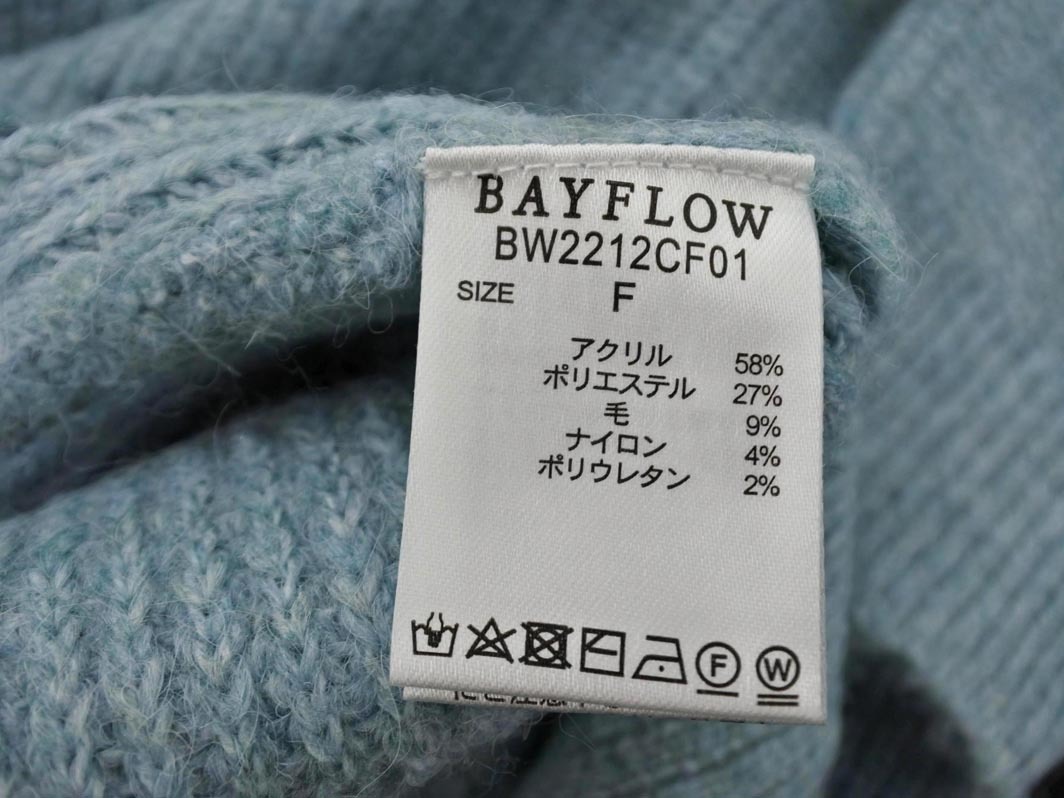 BAYFLOW
BW2212CF01
SIZE F
アクリル 58%
ポリエステル 27%
毛 9%
ナイロン 4%
ポリウレタン 2%
F W